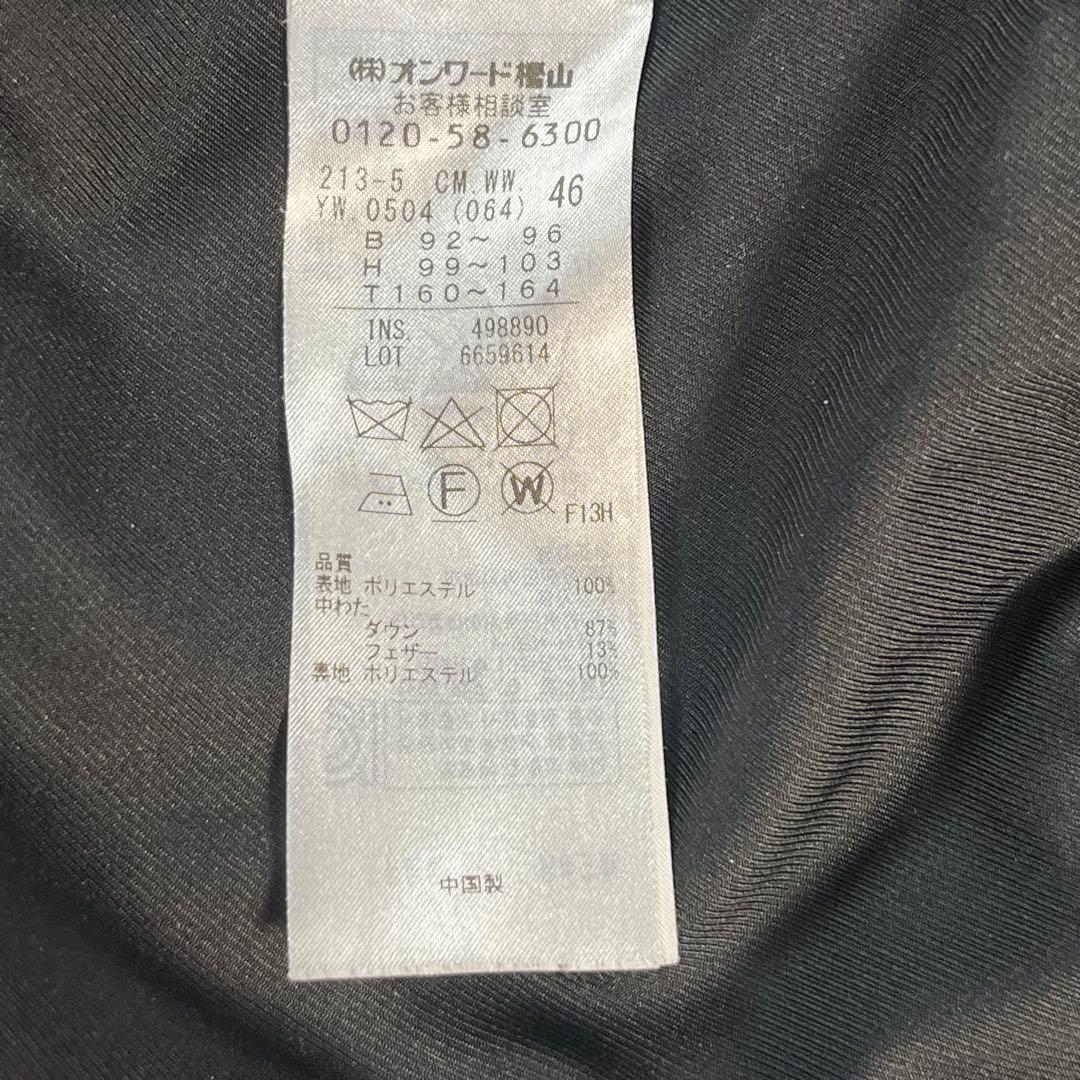 (株)オンワード樫山
お客様相談室
0120-58-6300
213-5 CM.WW. 46
YW.0504 (064)
B 92～ 96
H 99～103
T160～164
INS. 498890
LOT 6659614
F
W
F13H
品質
表地 ポリエステル 100%
中わた
ダウン 87%
フェザー 13%
裏地 ポリエステル 100%
中国製